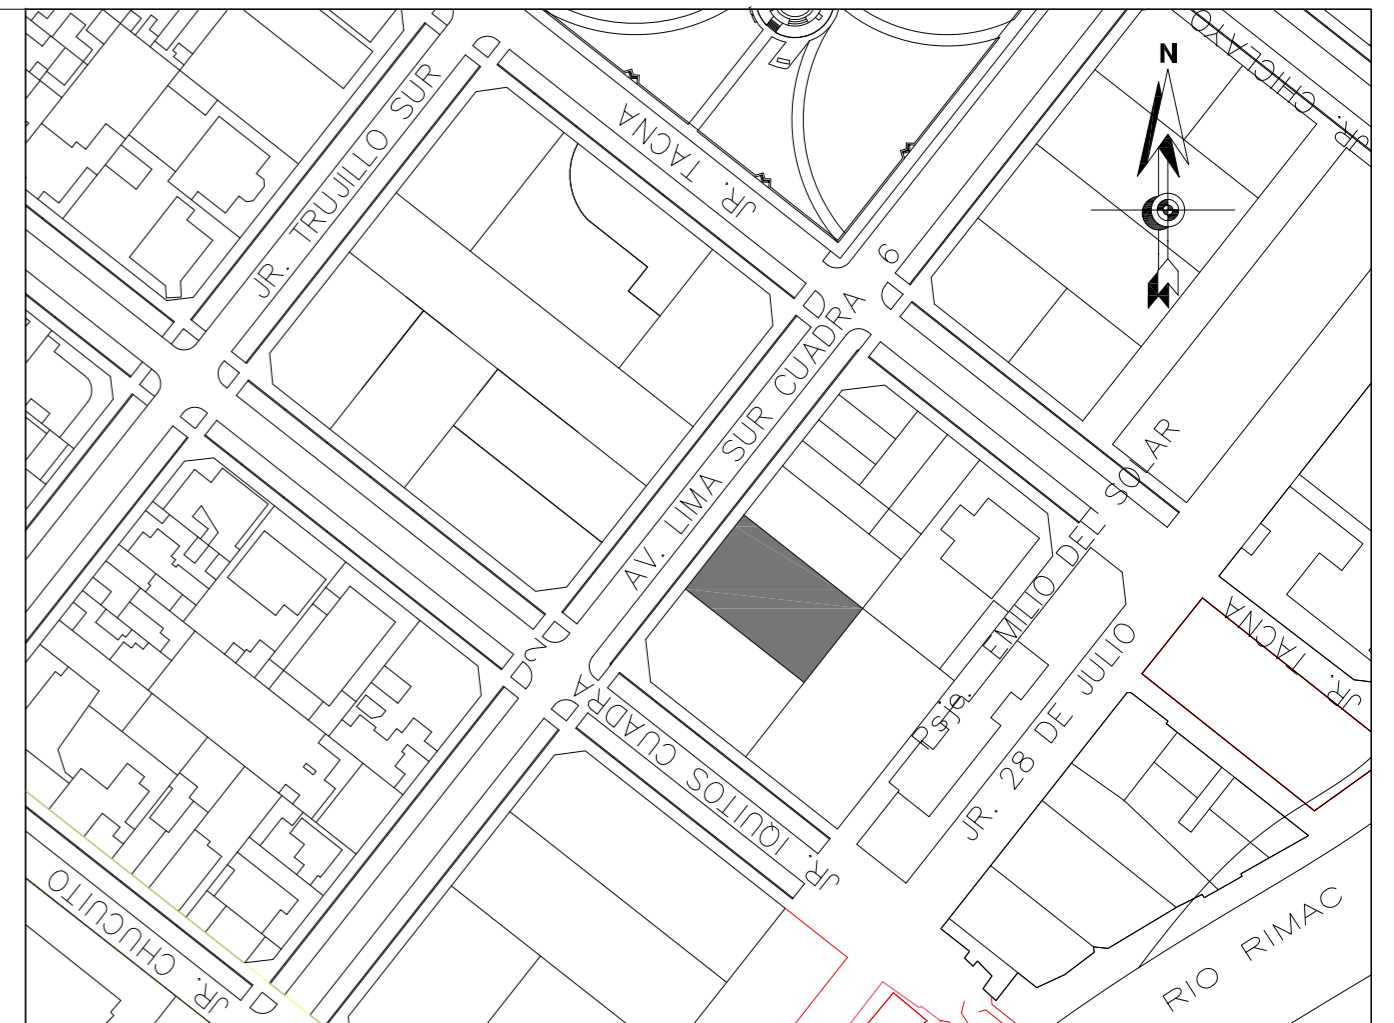 JR. CHICLAYO
N
JR. TRUJILLO SUR
JR. TACNA
AV. LIMA SUR CUADRA 6
Psje. EMILIO DEL SOLAR
JR. 28 DE JULIO
JR. TACNA
JR. IQUITOS CUADRA 2
JR. CHUCUITO
RIO RIMAC